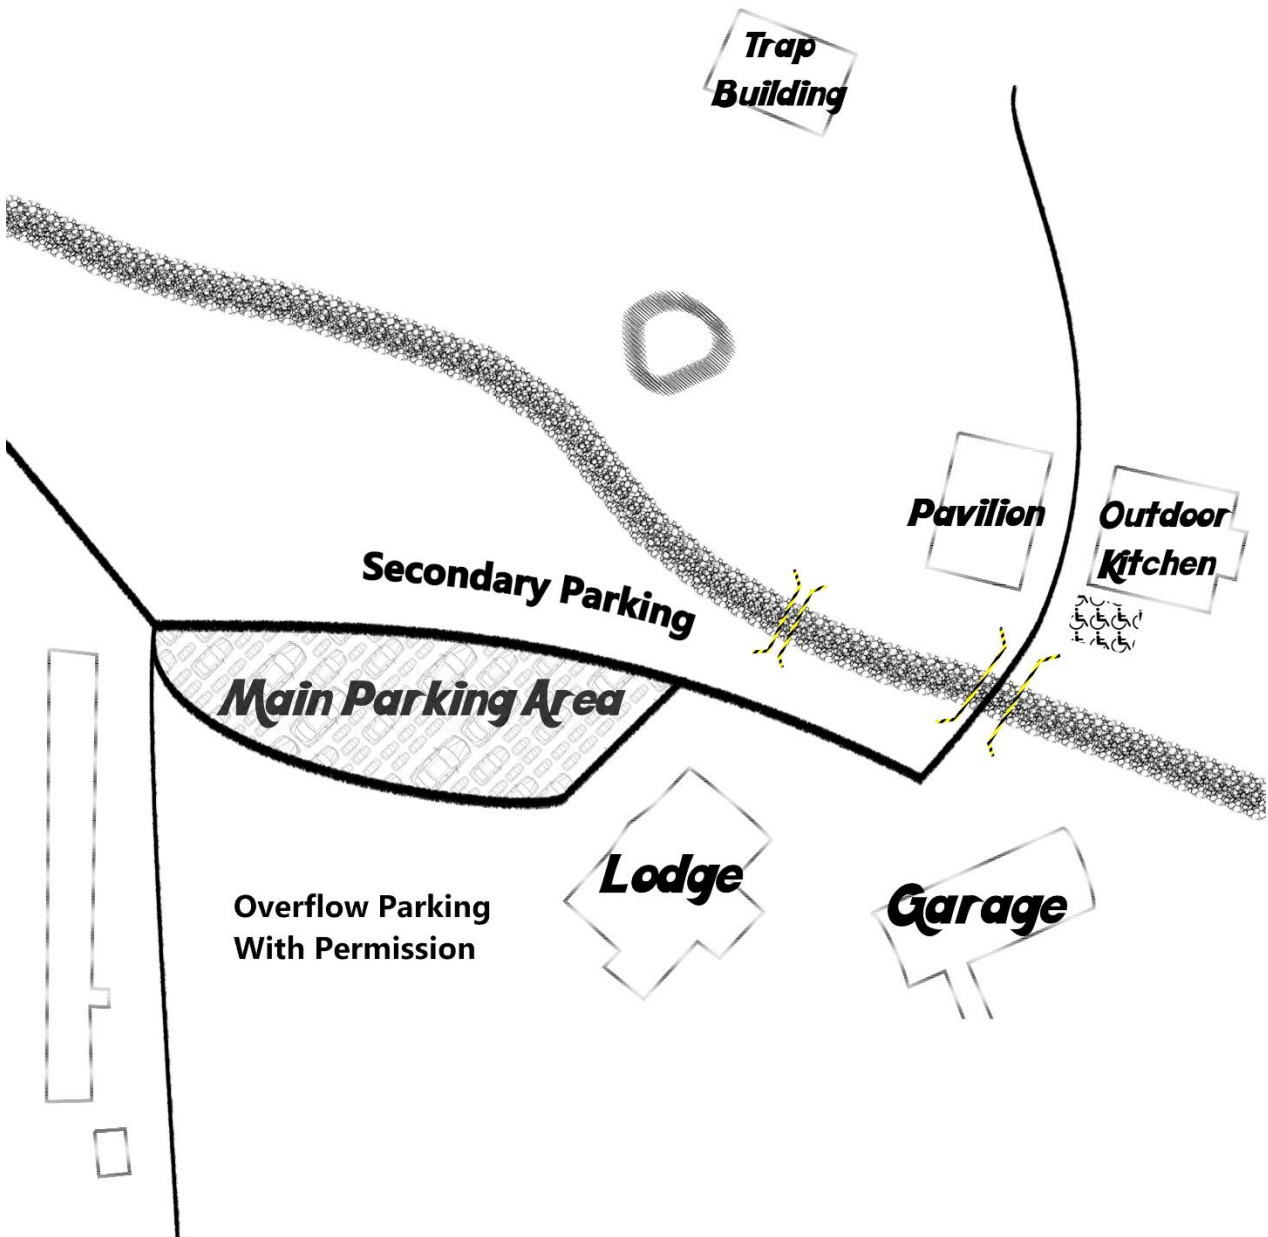 Trap
Building
Pavilion
Outdoor
Kitchen
Secondary Parking
Main Parking Area
Lodge
Garage
Overflow Parking
With Permission